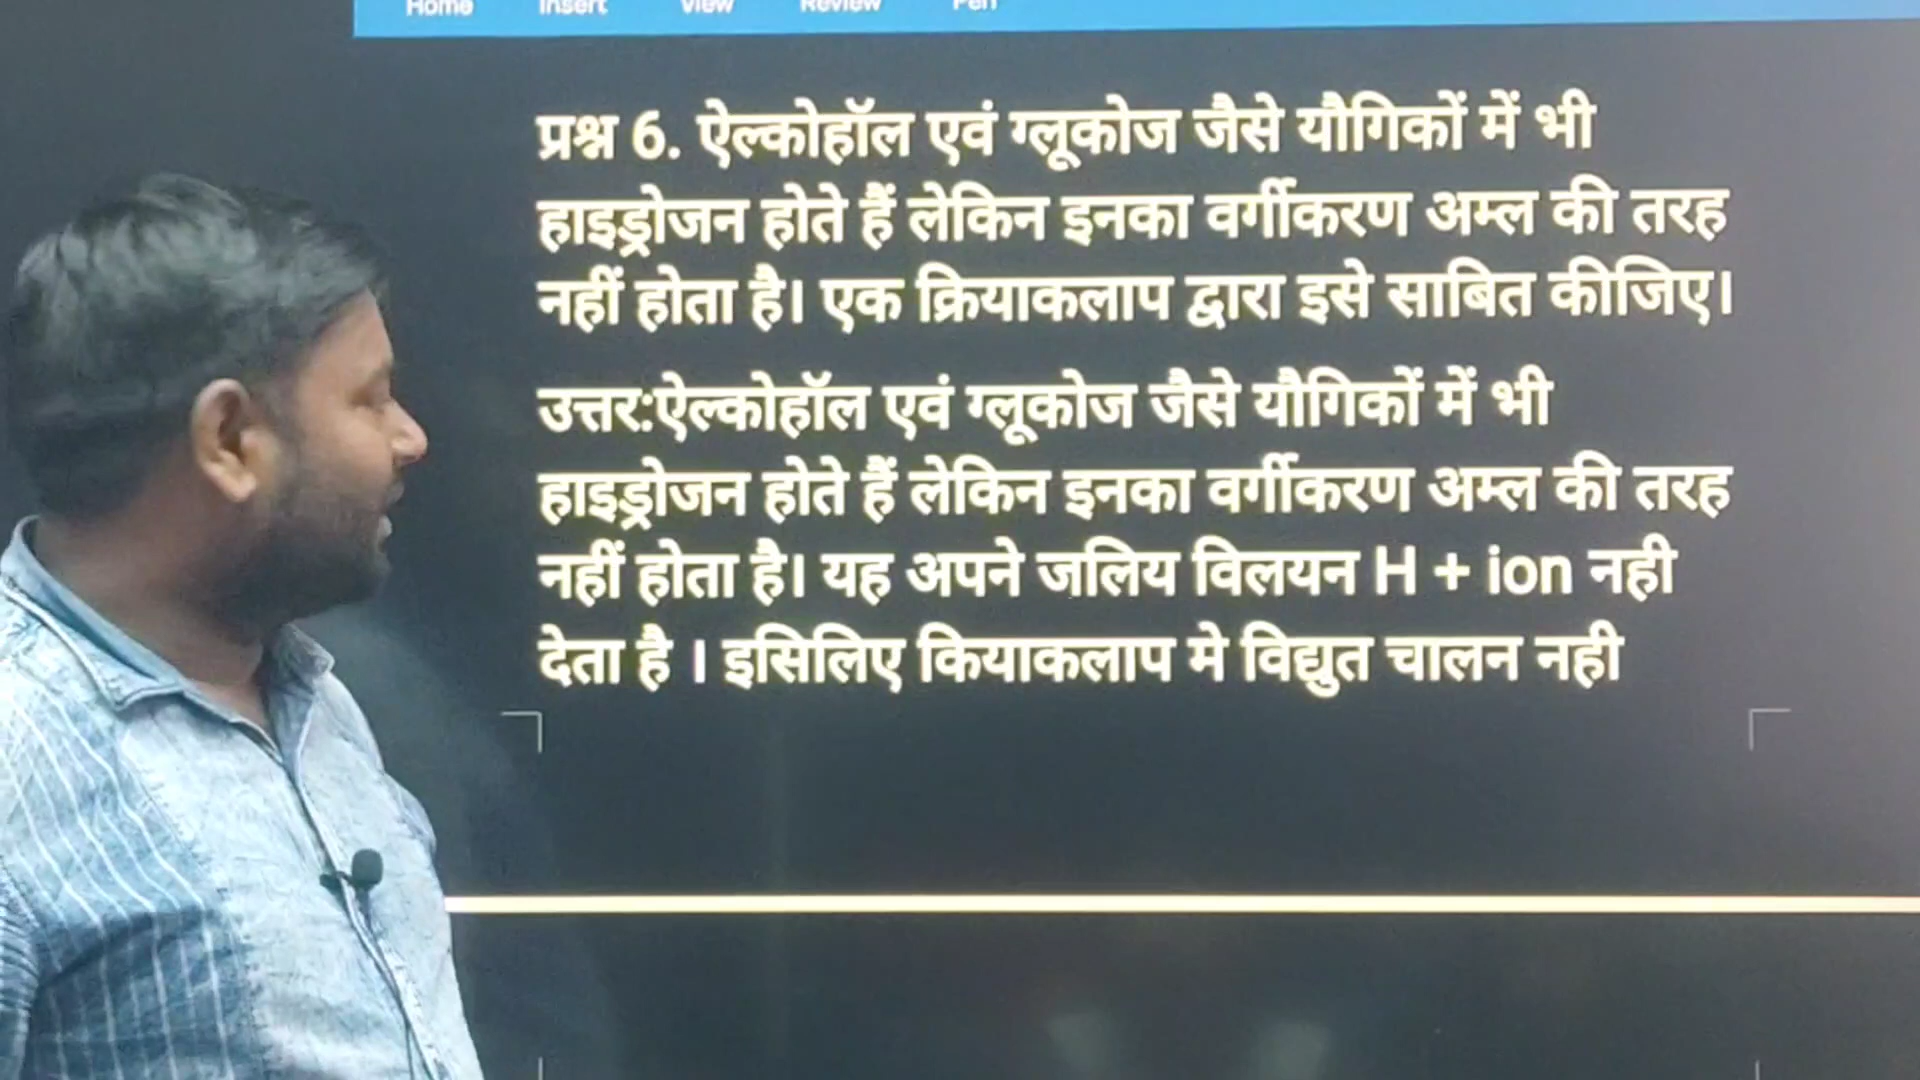 Home Insert View Review Pen
प्रश्न 6. ऐल्कोहॉल एवं ग्लूकोज जैसे यौगिकों में भी
हाइड्रोजन होते हैं लेकिन इनका वर्गीकरण अम्ल की तरह
नहीं होता है। एक क्रियाकलाप द्वारा इसे साबित कीजिए।
उत्तर:ऐल्कोहॉल एवं ग्लूकोज जैसे यौगिकों में भी
हाइड्रोजन होते हैं लेकिन इनका वर्गीकरण अम्ल की तरह
नहीं होता है। यह अपने जलिय विलयन H + ion नही
देता है । इसिलिए कियाकलाप मे विद्युत चालन नही